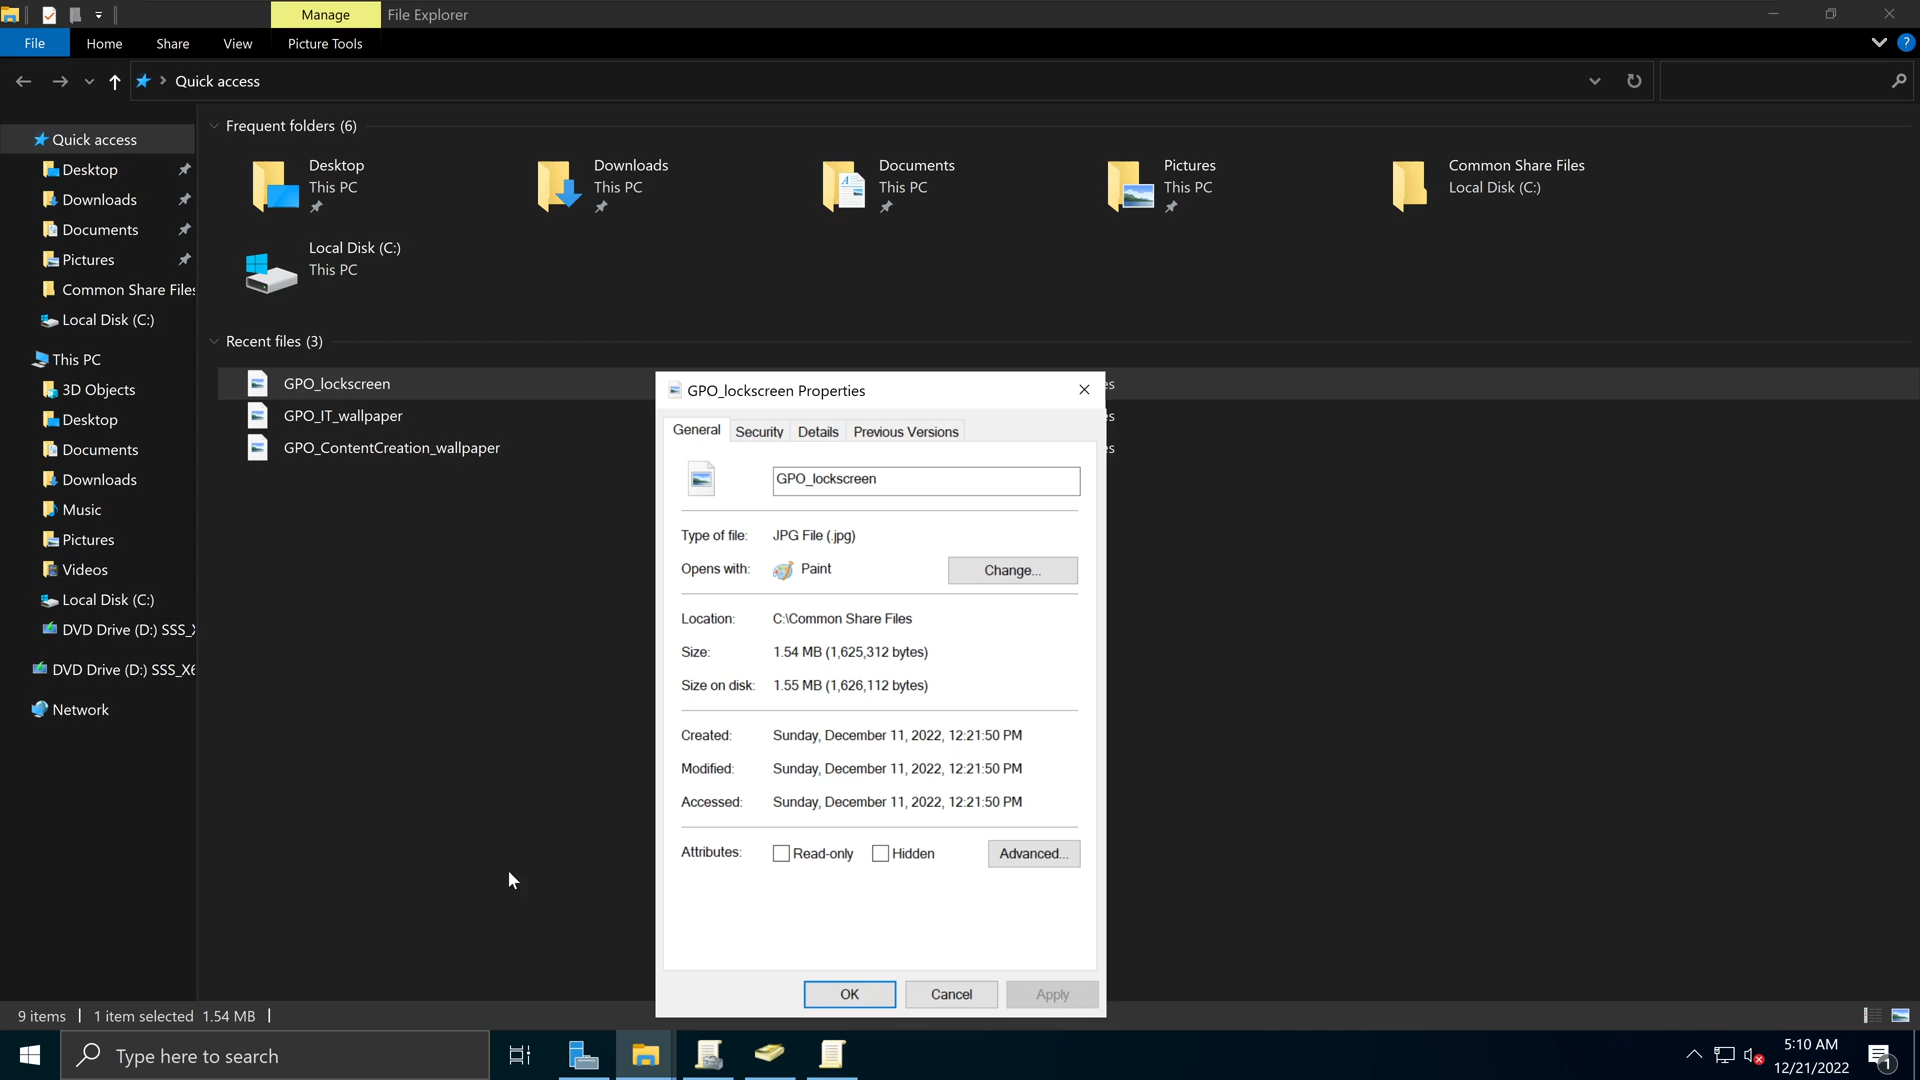 Manage
File Explorer
File
Home
Share
View
Picture Tools
Quick access
Frequent folders (6)
Quick access
Desktop
Downloads
Documents
Pictures
Common Share Files
Local Disk (C:)
This PC
3D Objects
Desktop
Documents
Downloads
Music
Pictures
Videos
Local Disk (C:)
DVD Drive (D:) SSS_X
DVD Drive (D:) SSS_X6
Network
Desktop
This PC
Downloads
This PC
Documents
This PC
Pictures
This PC
Common Share Files
Local Disk (C:)
Local Disk (C:)
This PC
Recent files (3)
GPO_lockscreen
GPO_IT_wallpaper
GPO_ContentCreation_wallpaper
es
es
es
GPO_lockscreen Properties
General
Security
Details
Previous Versions
GPO_lockscreen
Type of file: JPG File (.jpg)
Opens with: Paint
Change...
Location: C:\Common Share Files
Size: 1.54 MB (1,625,312 bytes)
Size on disk: 1.55 MB (1,626,112 bytes)
Created: Sunday, December 11, 2022, 12:21:50 PM
Modified: Sunday, December 11, 2022, 12:21:50 PM
Accessed: Sunday, December 11, 2022, 12:21:50 PM
Attributes: Read-only Hidden
Advanced...
OK
Cancel
Apply
9 items
1 item selected 1.54 MB
Type here to search
5:10 AM
12/21/2022
1